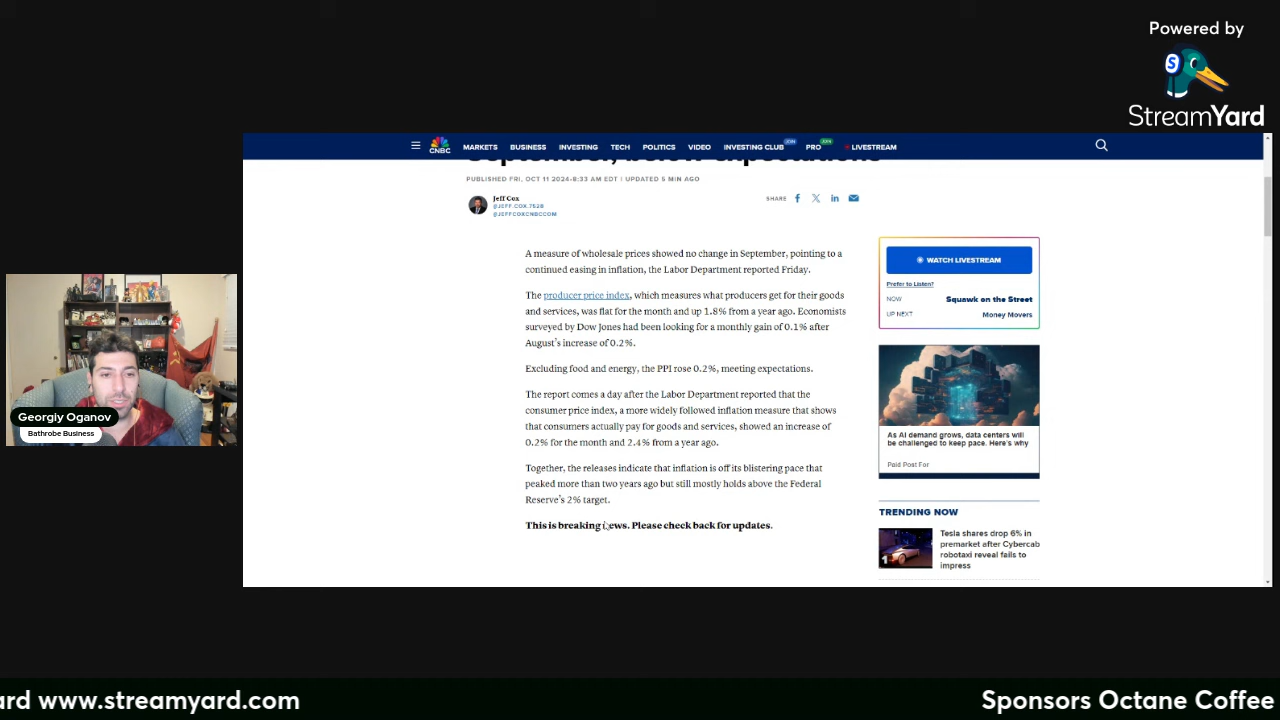 Powered by
StreamYard
CNBC
MARKETS
BUSINESS
INVESTING
TECH
POLITICS
VIDEO
INVESTING CLUB
JOIN
PRO
JOIN
LIVESTREAM
September, below expectations
PUBLISHED FRI, OCT 11 2024-8:33 AM EDT | UPDATED 5 MIN AGO
Jeff Cox
@JEFF.COX.7528
@JEFFCOXCNBCCOM
SHARE
A measure of wholesale prices showed no change in September, pointing to a
continued easing in inflation, the Labor Department reported Friday.
The producer price index, which measures what producers get for their goods
and services, was flat for the month and up 1.8% from a year ago. Economists
surveyed by Dow Jones had been looking for a monthly gain of 0.1% after
August's increase of 0.2%.
Excluding food and energy, the PPI rose 0.2%, meeting expectations.
The report comes a day after the Labor Department reported that the
consumer price index, a more widely followed inflation measure that shows
that consumers actually pay for goods and services, showed an increase of
0.2% for the month and 2.4% from a year ago.
Together, the releases indicate that inflation is off its blistering pace that
peaked more than two years ago but still mostly holds above the Federal
Reserve's 2% target.
This is breaking news. Please check back for updates.
WATCH LIVESTREAM
Prefer to Listen?
NOW
Squawk on the Street
UP NEXT
Money Movers
As AI demand grows, data centers will
be challenged to keep pace. Here's why
Paid Post For
TRENDING NOW
1
Tesla shares drop 6% in
premarket after Cybercab
robotaxi reveal fails to
impress
Georgiy Oganov
Bathrobe Business
ard www.streamyard.com
Sponsors Octane Coffee